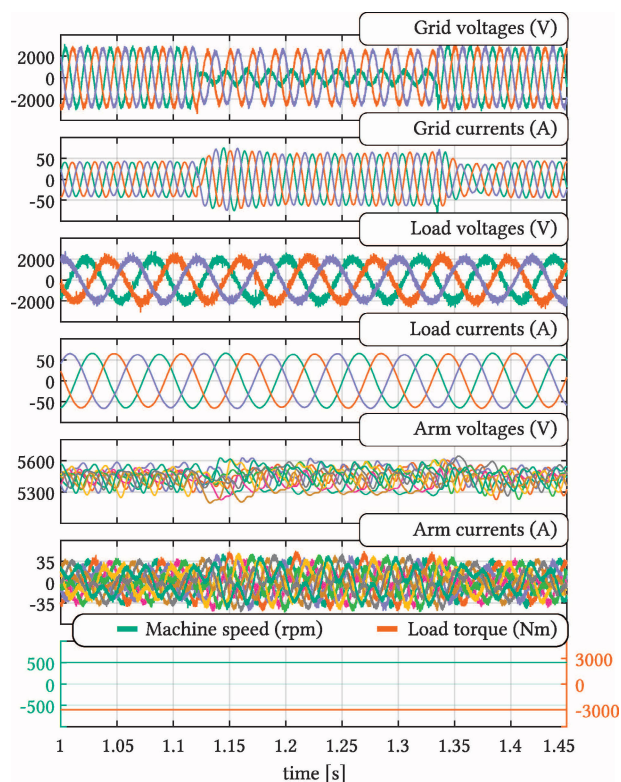 Grid voltages (V)
2000
0
-2000
Grid currents (A)
50
0
-50
Load voltages (V)
2000
0
-2000
Load currents (A)
50
0
-50
Arm voltages (V)
5600
5300
Arm currents (A)
35
0
-35
Machine speed (rpm) Load torque (Nm)
500 3000
0 0
-500 -3000
1 1.05 1.1 1.15 1.2 1.25 1.3 1.35 1.4 1.45
time [s]